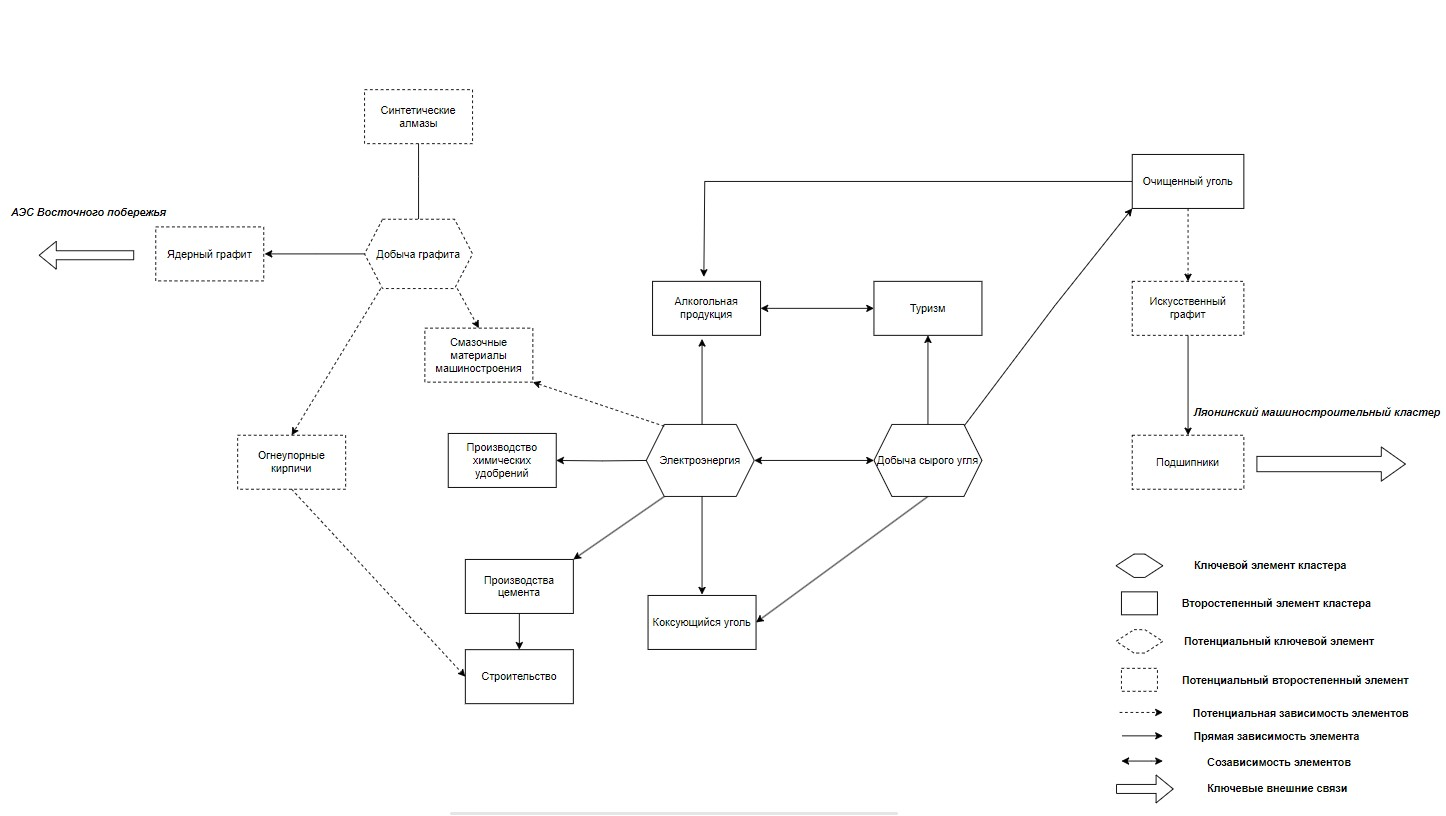 Синтетические
алмазы
АЭС Восточного побережья
Ядерный графит
Добыча графита
Смазочные
материалы
машиностроения
Огнеупорные
кирпичи
Очищенный уголь
Алкогольная
продукция
Туризм
Искусственный
графит
Ляонинский машиностроительный кластер
Производство
химических
удобрений
Электроэнергия
Добыча сырого угля
Подшипники
Производства
цемента
Коксующийся уголь
Строительство
Ключевой элемент кластера
Второстепенный элемент кластера
Потенциальный ключевой элемент
Потенциальный второстепенный элемент
Потенциальная зависимость элементов
Прямая зависимость элемента
Созависимость элементов
Ключевые внешние связи